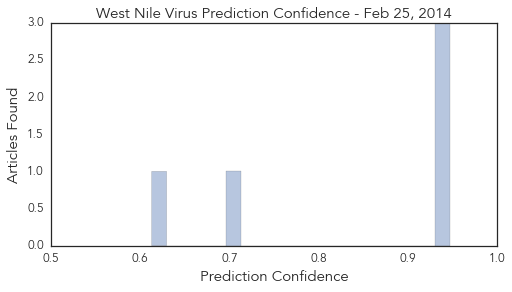 West Nile Virus Prediction Confidence - Feb 25, 2014
3.0
2.5
2.0
1.5
1.0
0.5
0.0
Articles Found
0.5 0.6 0.7 0.8 0.9 1.0
Prediction Confidence